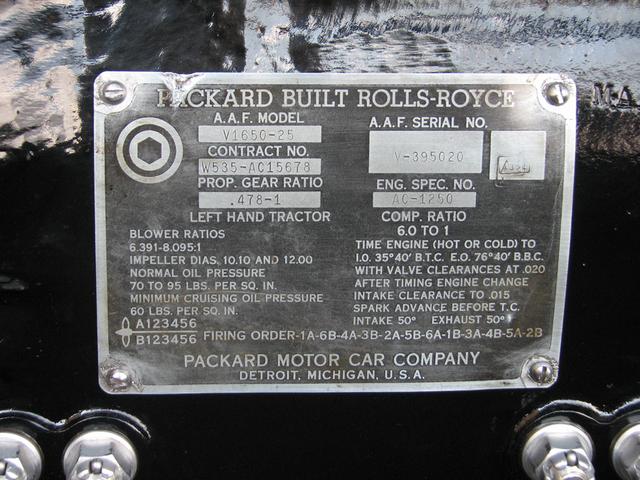 PACKARD BUILT ROLLS-ROYCE
A.A.F. MODEL
V1650-25
CONTRACT NO.
W535-AC15678
PROP. GEAR RATIO
.478-1
LEFT HAND TRACTOR
A.A.F. SERIAL NO.
V-395020
ENG. SPEC. NO.
AC-1250
COMP. RATIO
6.0 TO 1
BLOWER RATIOS
6.391-8.095:1
IMPELLER DIAS. 10.10 AND 12.00
NORMAL OIL PRESSURE
70 TO 95 LBS. PER SQ. IN.
MINIMUM CRUISING OIL PRESSURE
60 LBS. PER SQ. IN.
TIME ENGINE (HOT OR COLD) TO
I.O. 35°40' B.T.C. E.O. 76°40' B.B.C.
WITH VALVE CLEARANCES AT .020
AFTER TIMING ENGINE CHANGE
INTAKE CLEARANCE TO .015
SPARK ADVANCE BEFORE T.C.
INTAKE 50° EXHAUST 50°
A123456
B123456
FIRING ORDER-1A-6B-4A-3B-2A-5B-6A-1B-3A-4B-5A-2B
PACKARD MOTOR CAR COMPANY
DETROIT, MICHIGAN, U.S.A.
MA